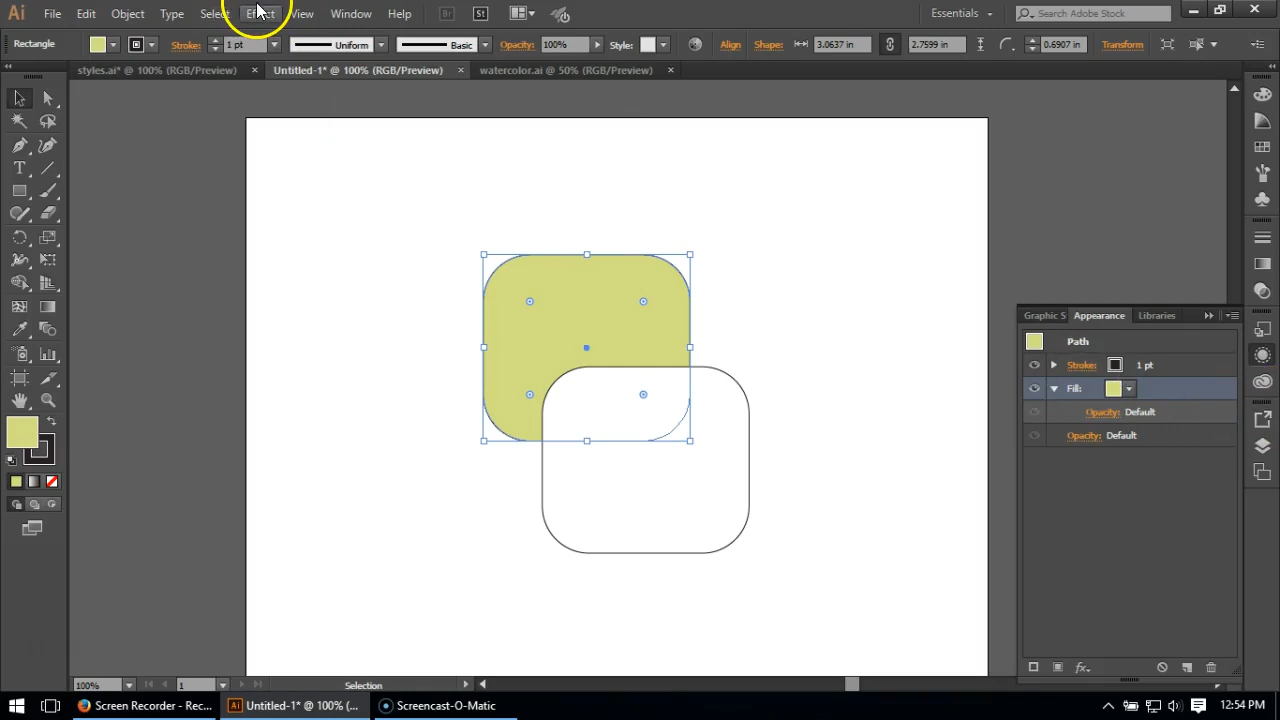 Ai File Edit Object Type Select Effect View Window Help Br St Essentials Search Adobe Stock
Rectangle Stroke: 1 pt Uniform Basic Opacity: 100% Style: Align Shape: 3.0637 in 2.7599 in 0.6907 in Transform
styles.ai* @ 100% (RGB/Preview) Untitled-1* @ 100% (RGB/Preview) watercolor.ai @ 50% (RGB/Preview)
Graphic S Appearance Libraries
Path
Stroke: 1 pt
Fill:
Opacity: Default
Opacity: Default
fx
100% 1 Selection
Screen Recorder - Rec... Ai Untitled-1* @ 100% (... Screencast-O-Matic 12:54 PM